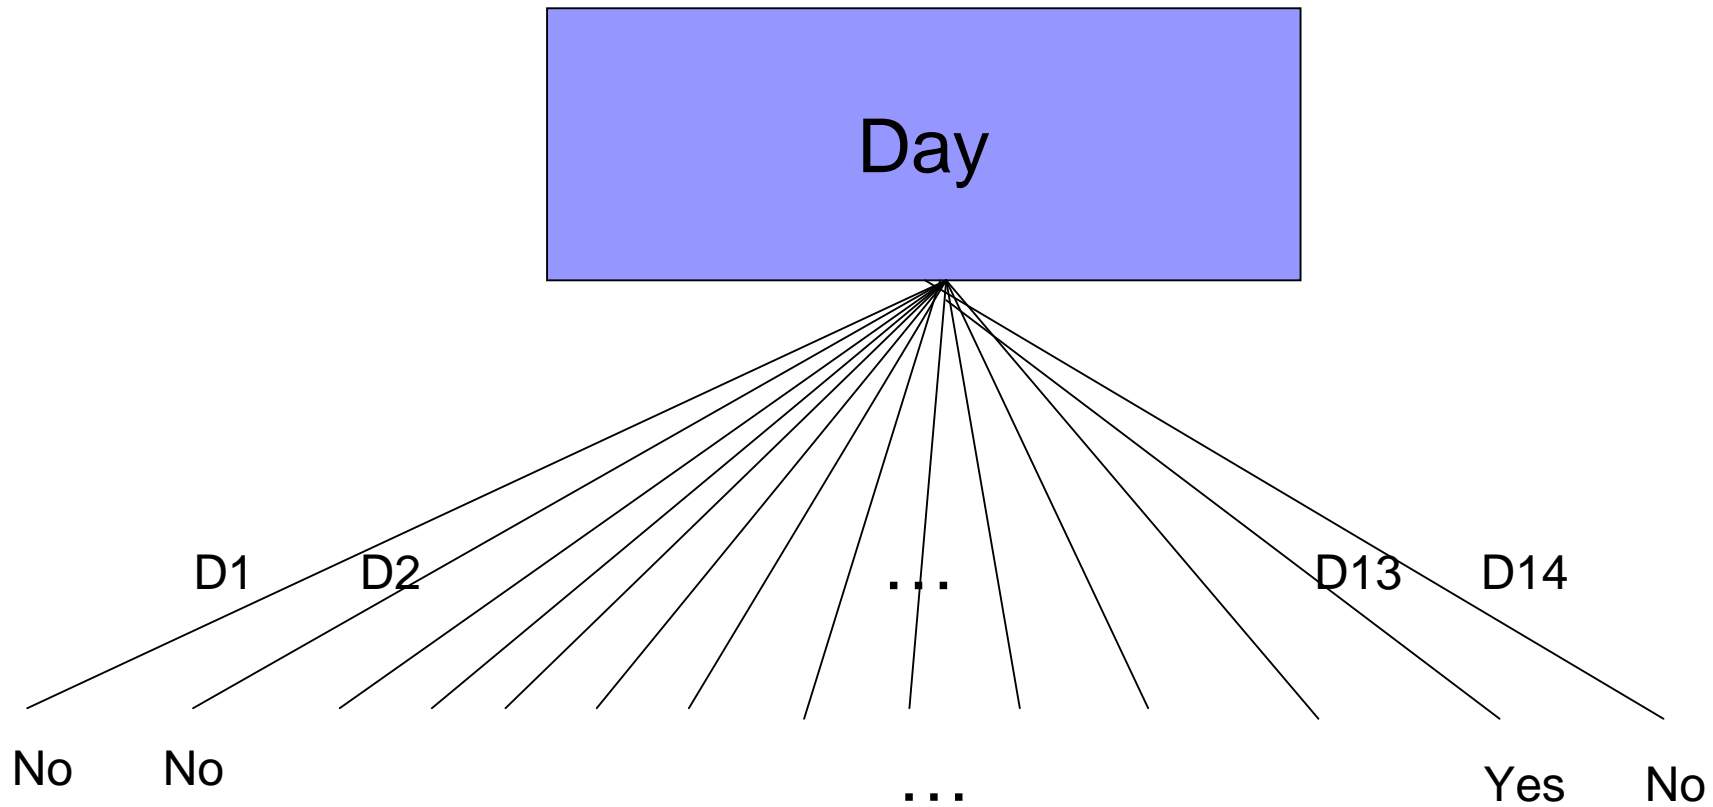 Day
D1 D2 ... D13 D14
No No ... Yes No